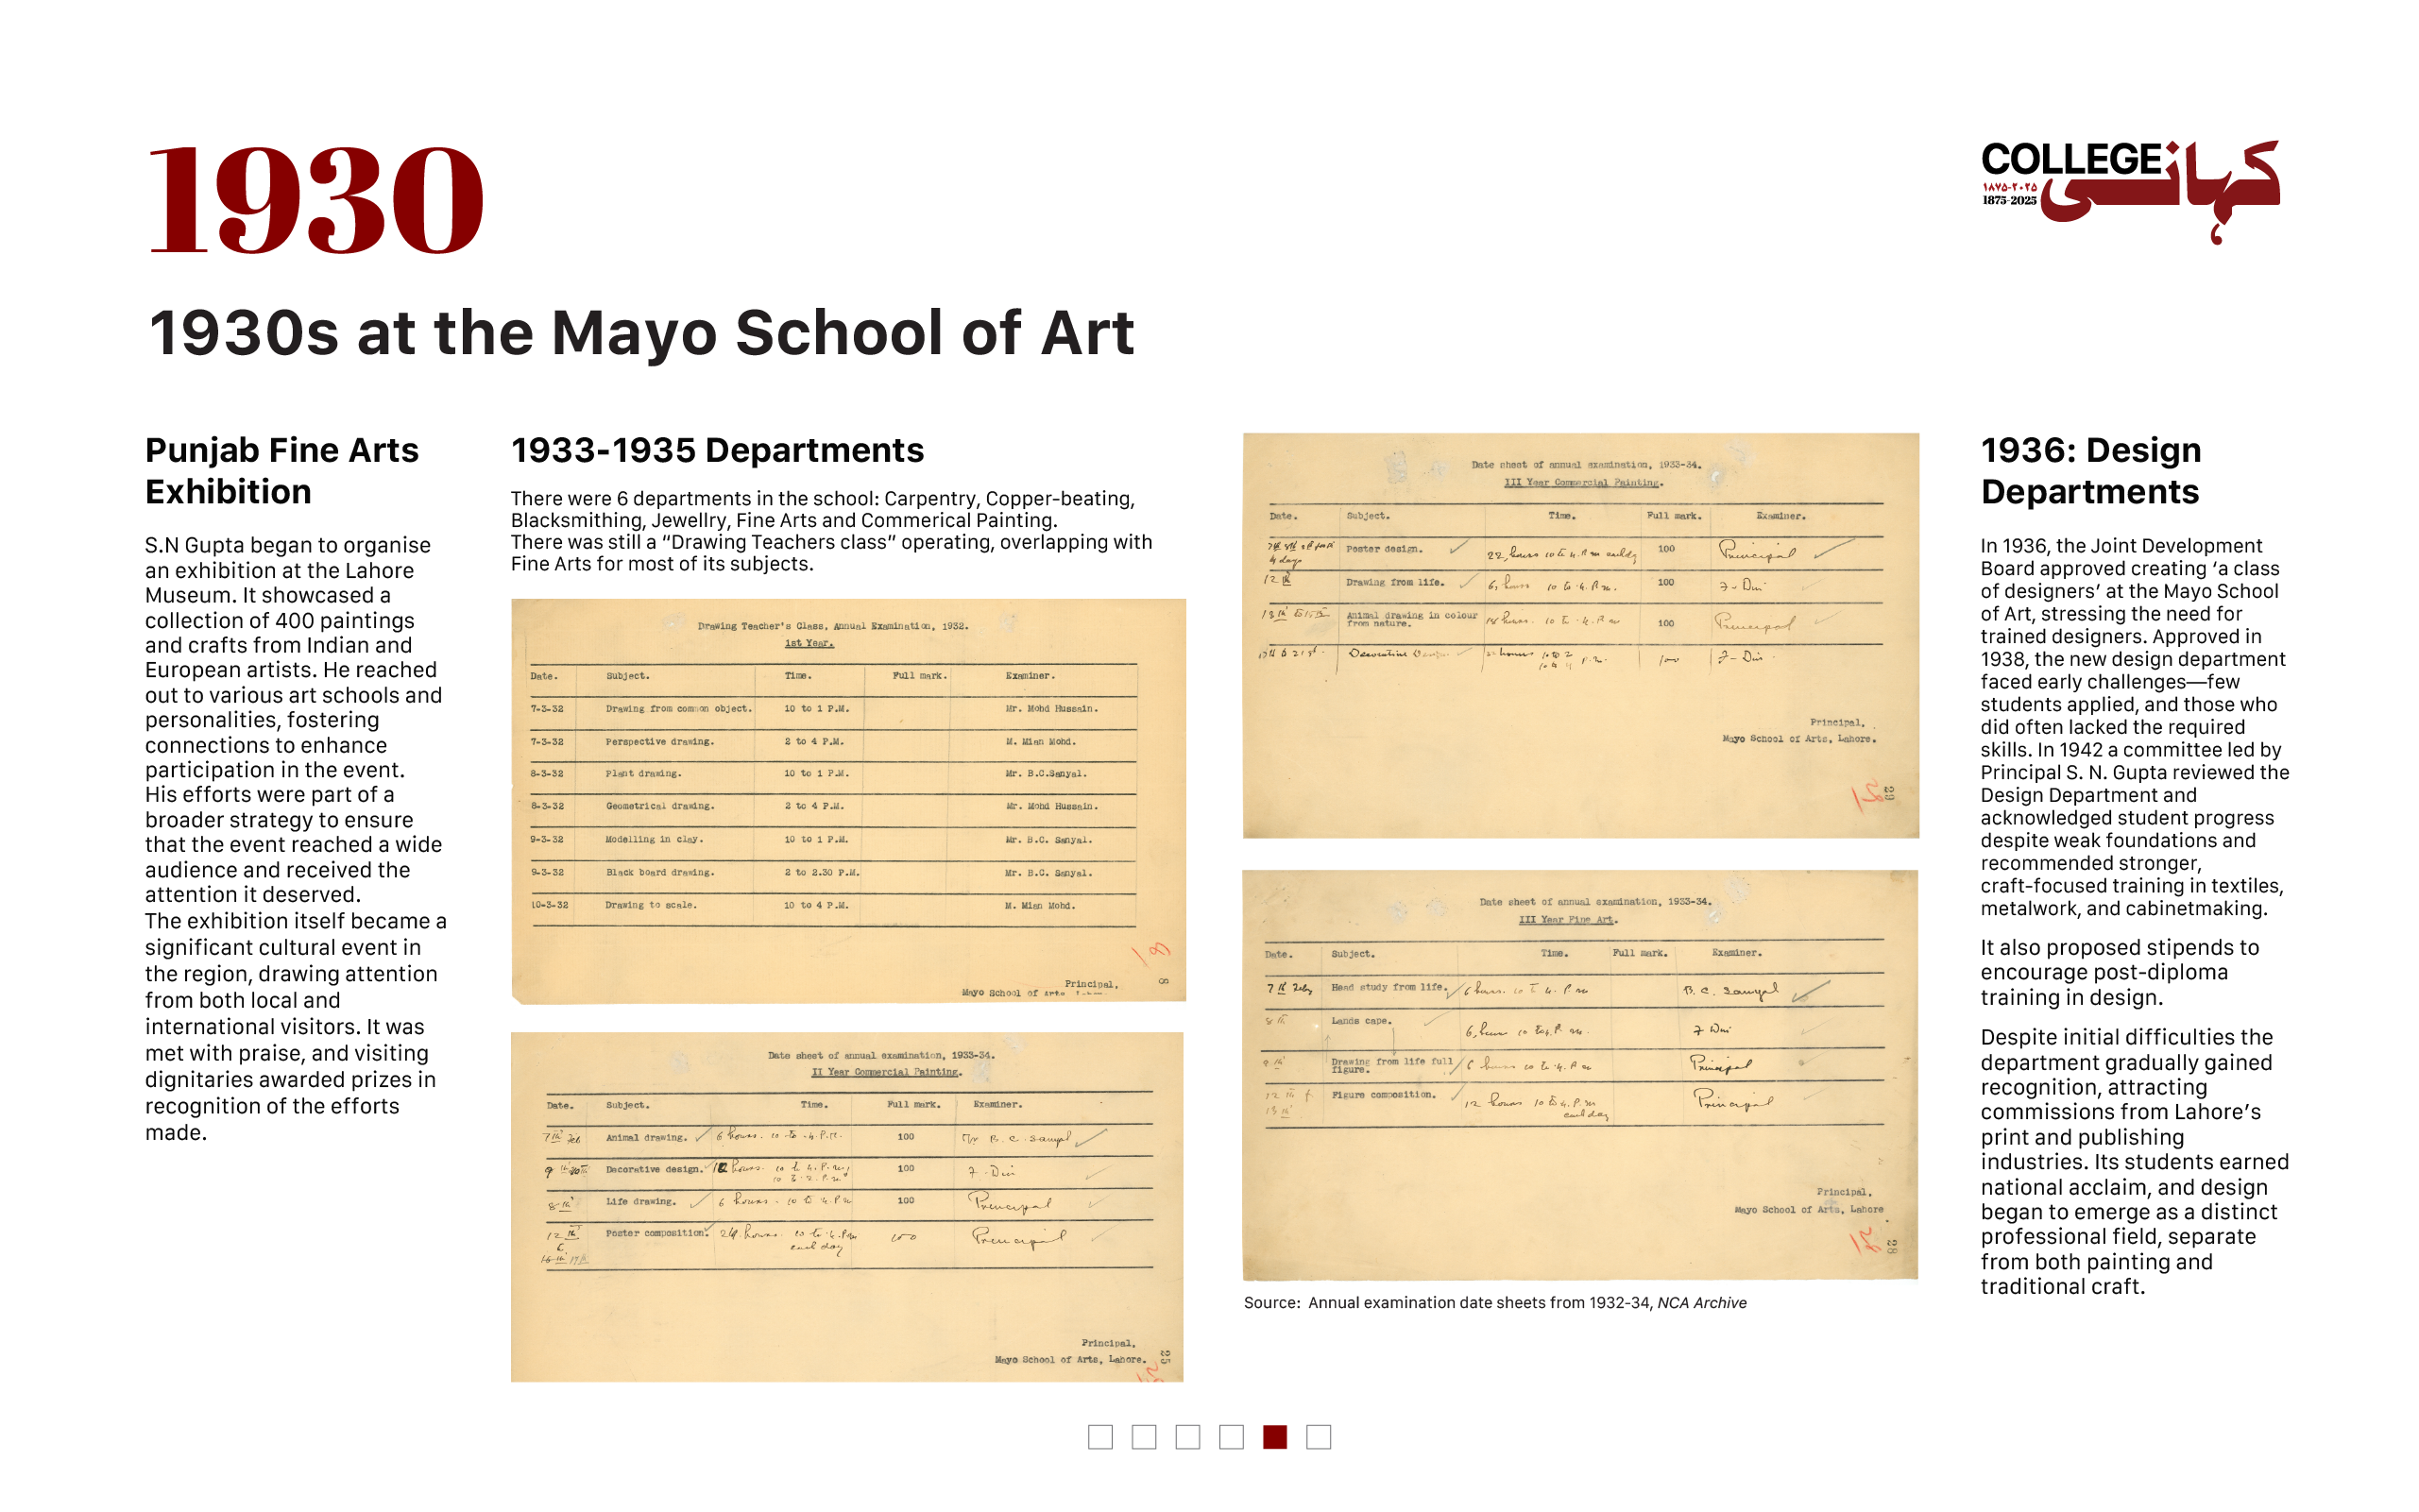 1930
COLLEGE کہانی
۱۸۷۵-۲۰۲۵
1875-2025
1930s at the Mayo School of Art
Punjab Fine Arts
Exhibition
S.N Gupta began to organise
an exhibition at the Lahore
Museum. It showcased a
collection of 400 paintings
and crafts from Indian and
European artists. He reached
out to various art schools and
personalities, fostering
connections to enhance
participation in the event.
His efforts were part of a
broader strategy to ensure
that the event reached a wide
audience and received the
attention it deserved.
The exhibition itself became a
significant cultural event in
the region, drawing attention
from both local and
international visitors. It was
met with praise, and visiting
dignitaries awarded prizes in
recognition of the efforts
made.
1933-1935 Departments
There were 6 departments in the school: Carpentry, Copper-beating,
Blacksmithing, Jewellry, Fine Arts and Commerical Painting.
There was still a “Drawing Teachers class” operating, overlapping with
Fine Arts for most of its subjects.
Drawing Teacher's Class, Annual Examination, 1932.
1st Year.
Date. Subject. Time. Full mark. Examiner.
7-3-32 Drawing from common object. 10 to 1 P.M. Mr. Mohd Hussain.
7-3-32 Perspective drawing. 2 to 4 P.M. M. Mian Mohd.
8-3-32 Plant drawing. 10 to 1 P.M. Mr. B.C.Sanyal.
8-3-32 Geometrical drawing. 2 to 4 P.M. Mr. Mohd Hussain.
9-3-32 Modelling in clay. 10 to 1 P.M. Mr. B.C. Sanyal.
9-3-32 Black board drawing. 2 to 2.30 P.M. Mr. B.C. Sanyal.
10-3-32 Drawing to scale. 10 to 4 P.M. M. Mian Mohd.
Principal,
Mayo School of Arts
8
Date sheet of annual examination, 1933-34.
II Year Commercial Painting.
Date. Subject. Time. Full mark. Examiner.
7th Feb Animal drawing. 6 hours. 10 to 4. P.M. 100 Mr B. C. Sanyal
Decorative design. 12 hours. 10 to 4. P.m. 100
10 to 2. P.m.
8th Life drawing. 6 hours - 10 to 4. P.m 100 Principal
12th Poster composition. 24. hours. 10 to 4. P.m 100 Principal
each day
Principal,
Mayo School of Arts, Lahore.
25
Date sheet of annual examination, 1933-34.
III Year Commercial Painting.
Date. Subject. Time. Full mark. Examiner.
4 days Poster design. 22, hours 10 to 4. P.m each day 100 Principal
12th Drawing from life. 6, hours 10 to 4. P.m. 100
13th to 15th Animal drawing in colour
from nature. 18 hours. 10 to 4. P.m 100 Principal
Decorative hours 10 to 2 100
Principal,
Mayo School of Arts, Lahore.
29
Date sheet of annual examination, 1933-34.
III Year Fine Art.
Date. Subject. Time. Full mark. Examiner.
7th Feby Head study from life. 6 hours. 10 to 4. P.m B. C. Sanyal
8th Lands cape. 6, hours 10 to 4. P. m.
9th Drawing from life full
figure. 6 hours 10 to 4. P.m Principal
12th & Figure composition. 12 hours 10 to 4. P.m Principal
13th each day
Principal,
Mayo School of Arts, Lahore
28
Source: Annual examination date sheets from 1932-34, NCA Archive
1936: Design
Departments
In 1936, the Joint Development
Board approved creating ‘a class
of designers’ at the Mayo School
of Art, stressing the need for
trained designers. Approved in
1938, the new design department
faced early challenges—few
students applied, and those who
did often lacked the required
skills. In 1942 a committee led by
Principal S. N. Gupta reviewed the
Design Department and
acknowledged student progress
despite weak foundations and
recommended stronger,
craft-focused training in textiles,
metalwork, and cabinetmaking.
It also proposed stipends to
encourage post-diploma
training in design.
Despite initial difficulties the
department gradually gained
recognition, attracting
commissions from Lahore’s
print and publishing
industries. Its students earned
national acclaim, and design
began to emerge as a distinct
professional field, separate
from both painting and
traditional craft.